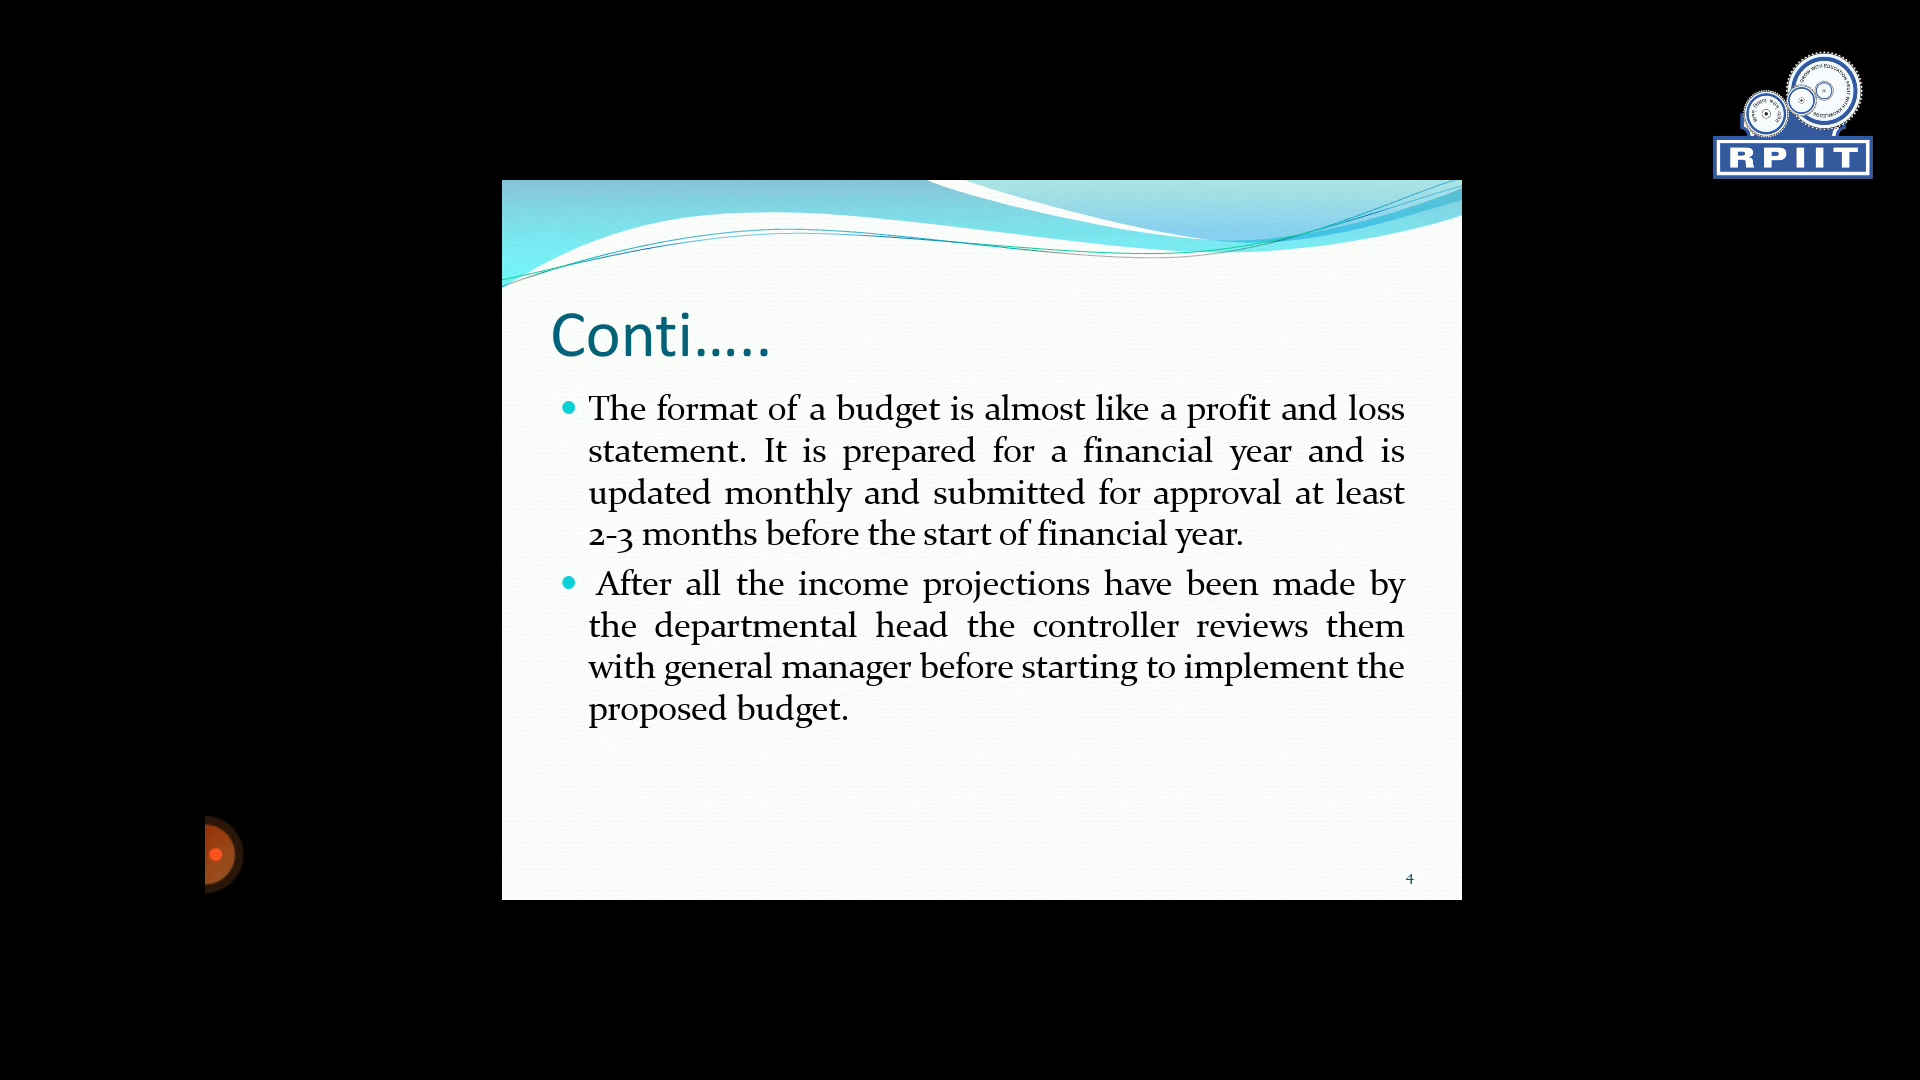 RPIIT
Conti.....
• The format of a budget is almost like a profit and loss
statement. It is prepared for a financial year and is
updated monthly and submitted for approval at least
2-3 months before the start of financial year.
• After all the income projections have been made by
the departmental head the controller reviews them
with general manager before starting to implement the
proposed budget.
4